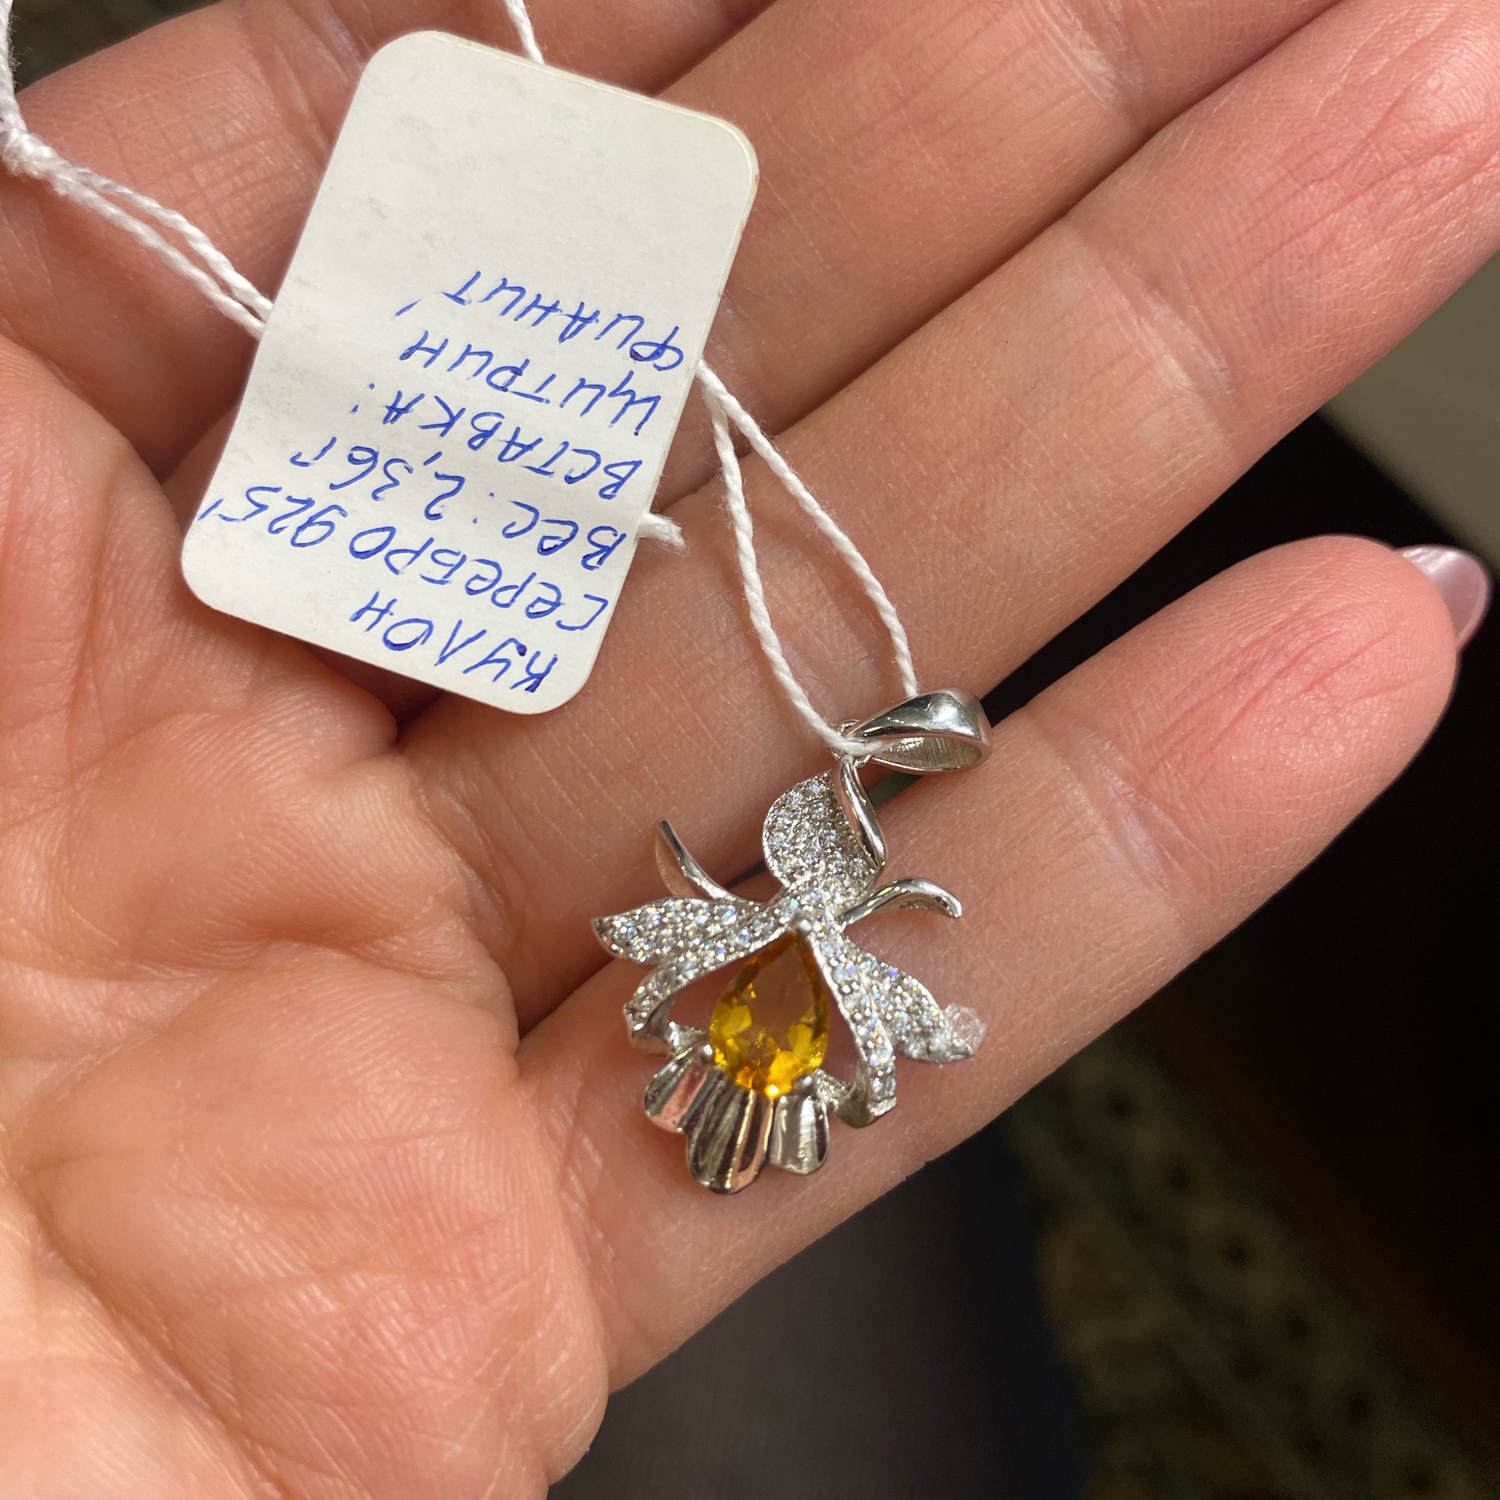 КУЛОН
СЕРЕБРО 925'
ВЕС: 2,36Г
ВСТАВКА:
ЦИТРИН,
ФИАНИТ